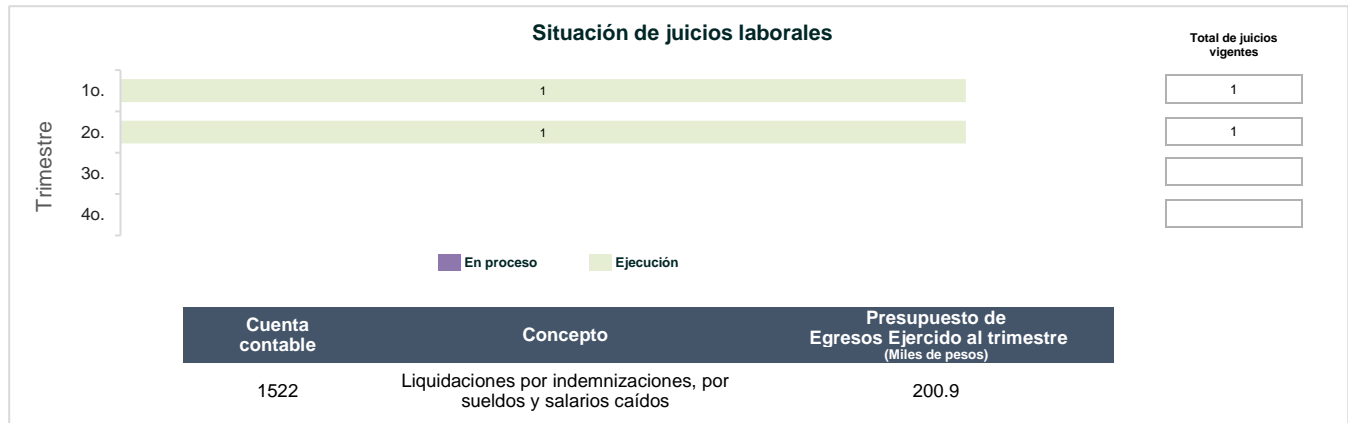 Situación de juicios laborales
Total de juicios
vigentes
Trimestre
1o.
1
1
2o.
1
1
3o.
4o.
En proceso
Ejecución
Cuenta
contable
Concepto
Presupuesto de
Egresos Ejercido al trimestre
(Miles de pesos)
1522
Liquidaciones por indemnizaciones, por
sueldos y salarios caídos
200.9